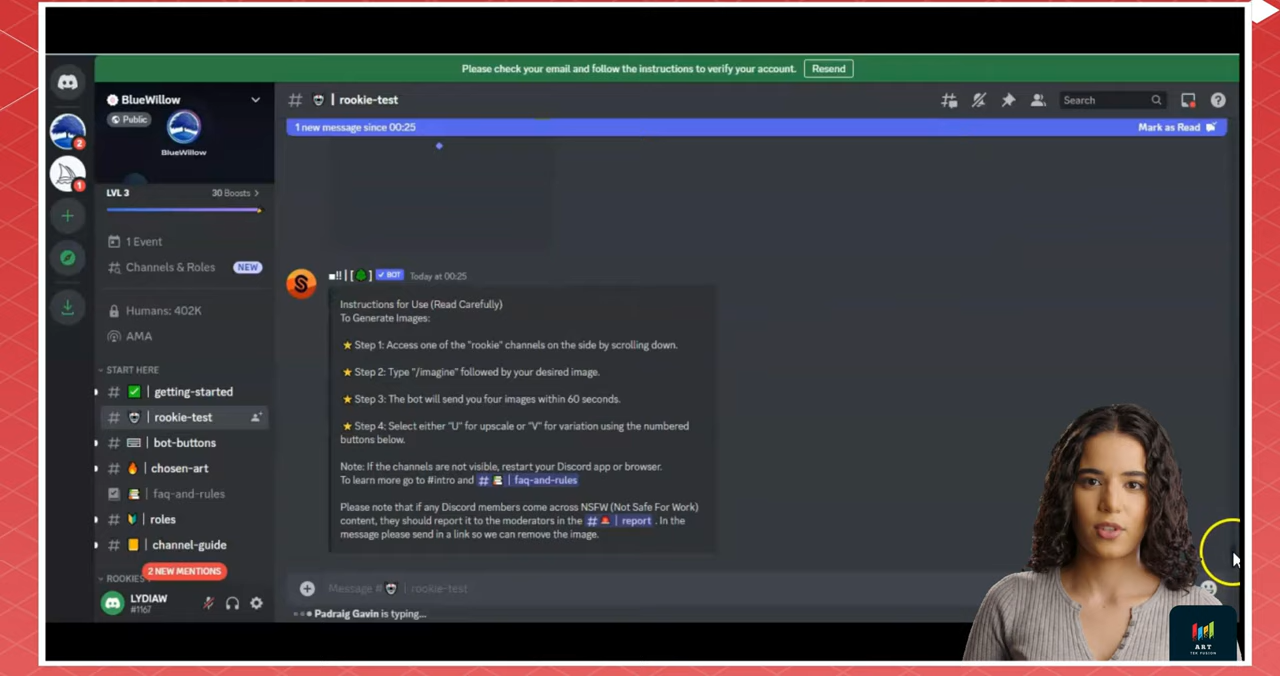 Please check your email and follow the instructions to verify your account. Resend
BlueWillow
Public
BlueWillow
LVL 3 30 Boosts >
1 Event
Channels & Roles NEW
Humans: 402K
AMA
START HERE
# | getting-started
# | rookie-test
# | bot-buttons
# | chosen-art
| faq-and-rules
# | roles
# | channel-guide
2 NEW MENTIONS
ROOKIES
LYDIAW
#1167
# | rookie-test
Search
1 new message since 00:25 Mark as Read
BOT Today at 00:25
Instructions for Use (Read Carefully)
To Generate Images:
Step 1: Access one of the "rookie" channels on the side by scrolling down.
Step 2: Type "/imagine" followed by your desired image.
Step 3: The bot will send you four images within 60 seconds.
Step 4: Select either "U" for upscale or "V" for variation using the numbered
buttons below.
Note: If the channels are not visible, restart your Discord app or browser.
To learn more go to #intro and # | faq-and-rules
Please note that if any Discord members come across NSFW (Not Safe For Work)
content, they should report it to the moderators in the # | report . In the
message please send in a link so we can remove the image.
Message # | rookie-test
Padraig Gavin is typing...
2
1
ART
TEK FUSION